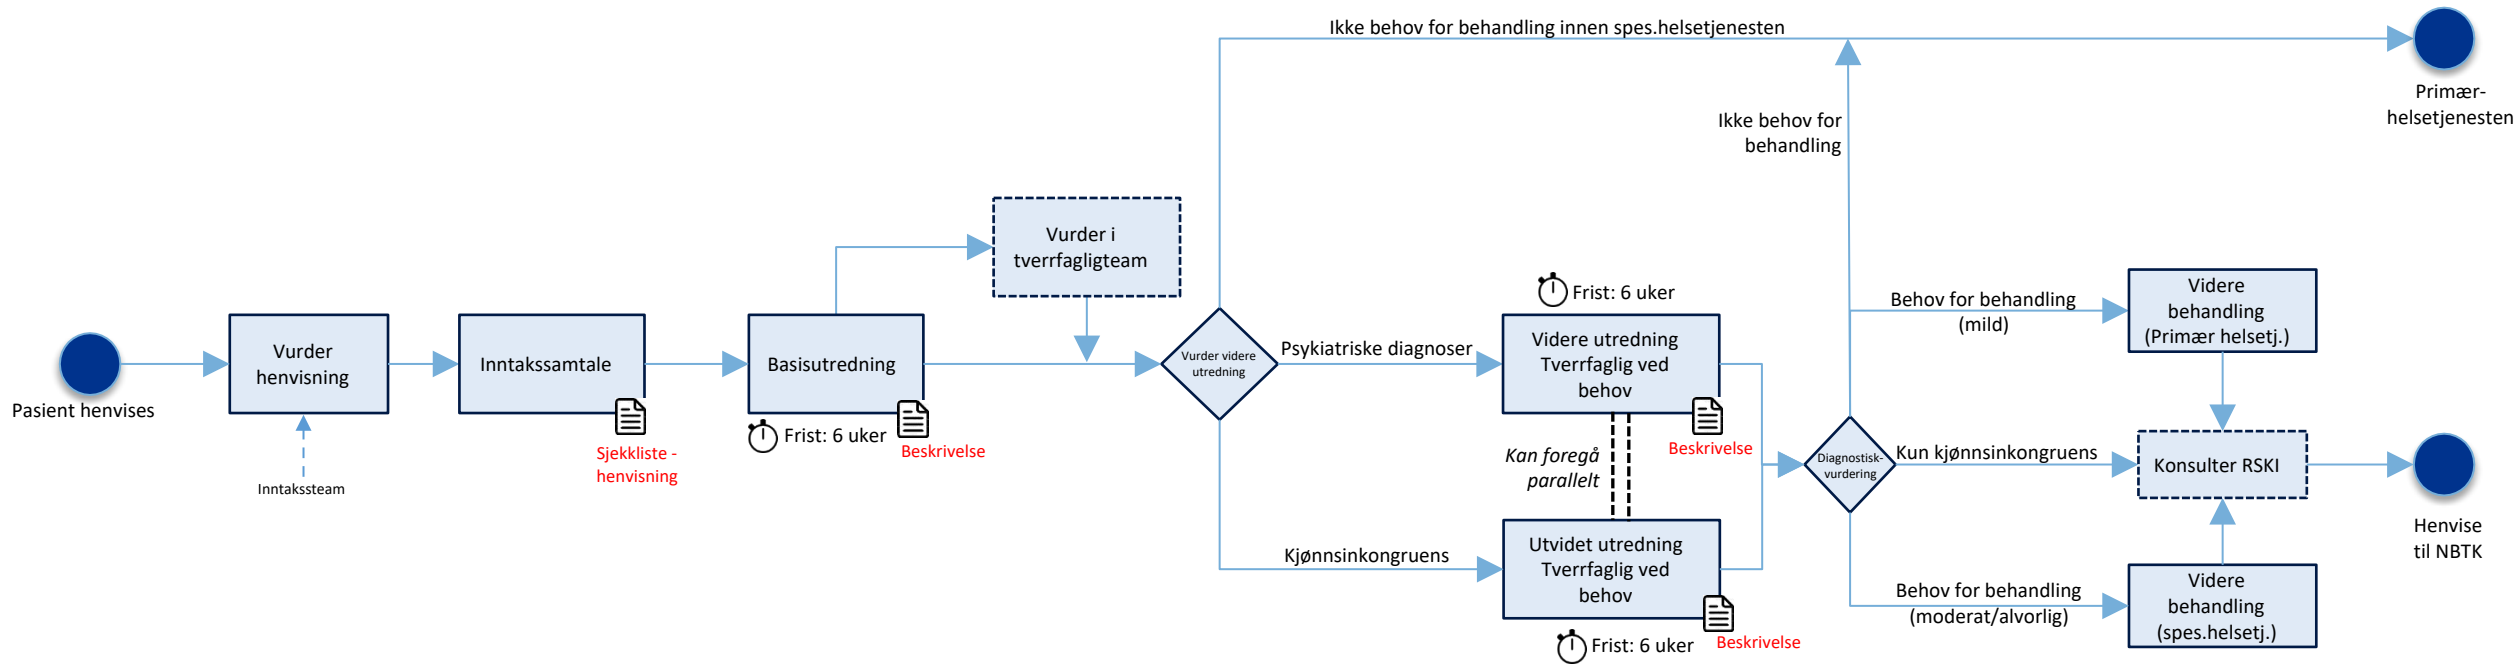 Ikke behov for behandling innen spes.helsetjenesten
Primær-
helsetjenesten
Ikke behov for
behandling
Vurder i
tverrfagligteam
Pasient henvises
Vurder
henvisning
Inntakssteam
Inntakssamtale
Sjekkliste -
henvisning
Basisutredning
Frist: 6 uker
Beskrivelse
Vurder videre
utredning
Psykiatriske diagnoser
Frist: 6 uker
Videre utredning
Tverrfaglig ved
behov
Beskrivelse
Kan foregå
parallelt
Kjønnsinkongruens
Utvidet utredning
Tverrfaglig ved
behov
Frist: 6 uker
Beskrivelse
Diagnostisk-
vurdering
Behov for behandling
(mild)
Videre
behandling
(Primær helsetj.)
Kun kjønnsinkongruens
Konsulter RSKI
Behov for behandling
(moderat/alvorlig)
Videre
behandling
(spes.helsetj.)
Henvise
til NBTK